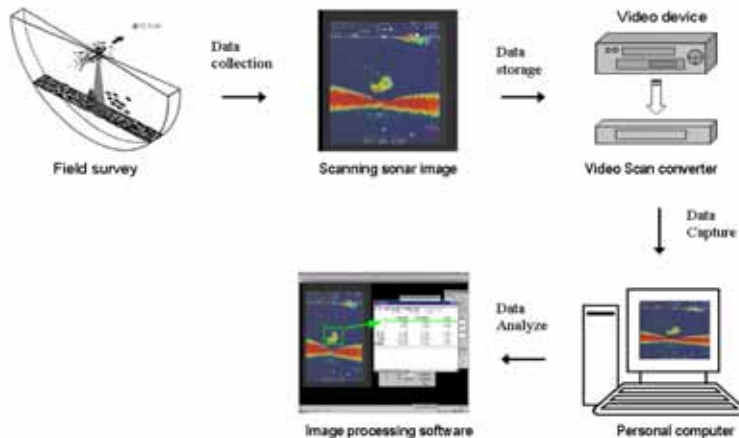 Video device
Data
collection
Data
storage
Field survey
Scanning sonar image
Video Scan converter
Data
Capture
Data
Analyze
Image processing software
Personal computer